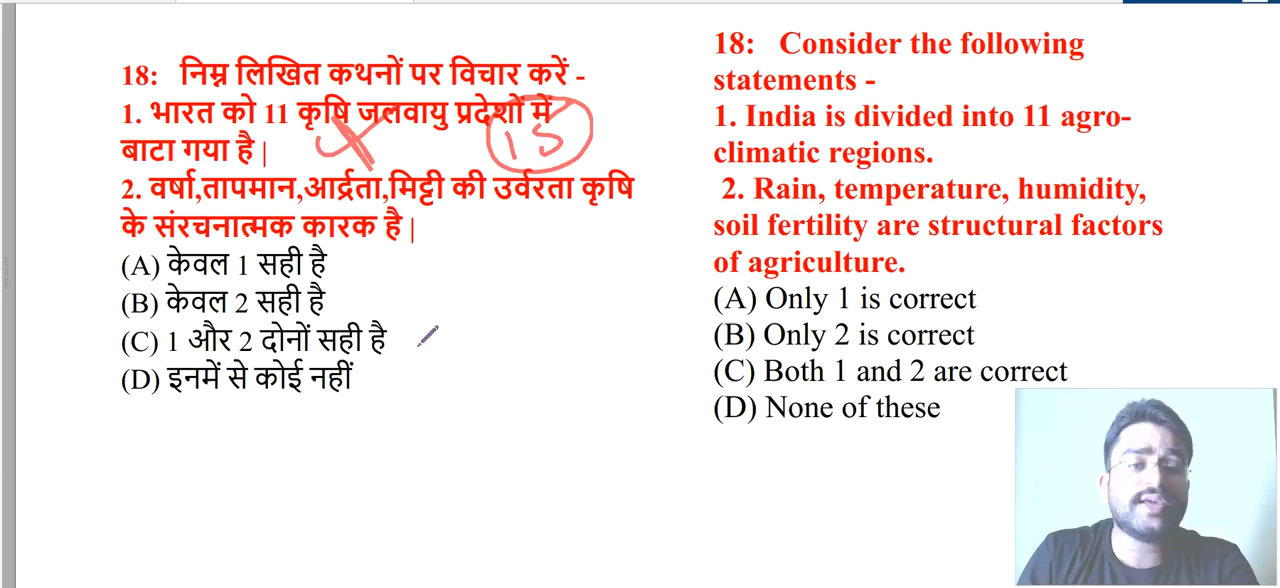 18: निम्न लिखित कथनों पर विचार करें -
1. भारत को 11 कृषि जलवायु प्रदेशों में
बाटा गया है |
2. वर्षा,तापमान,आर्द्रता,मिट्टी की उर्वरता कृषि
के संरचनात्मक कारक है |
(A) केवल 1 सही है
(B) केवल 2 सही है
(C) 1 और 2 दोनों सही है
(D) इनमें से कोई नहीं
15
18: Consider the following
statements -
1. India is divided into 11 agro-
climatic regions.
2. Rain, temperature, humidity,
soil fertility are structural factors
of agriculture.
(A) Only 1 is correct
(B) Only 2 is correct
(C) Both 1 and 2 are correct
(D) None of these